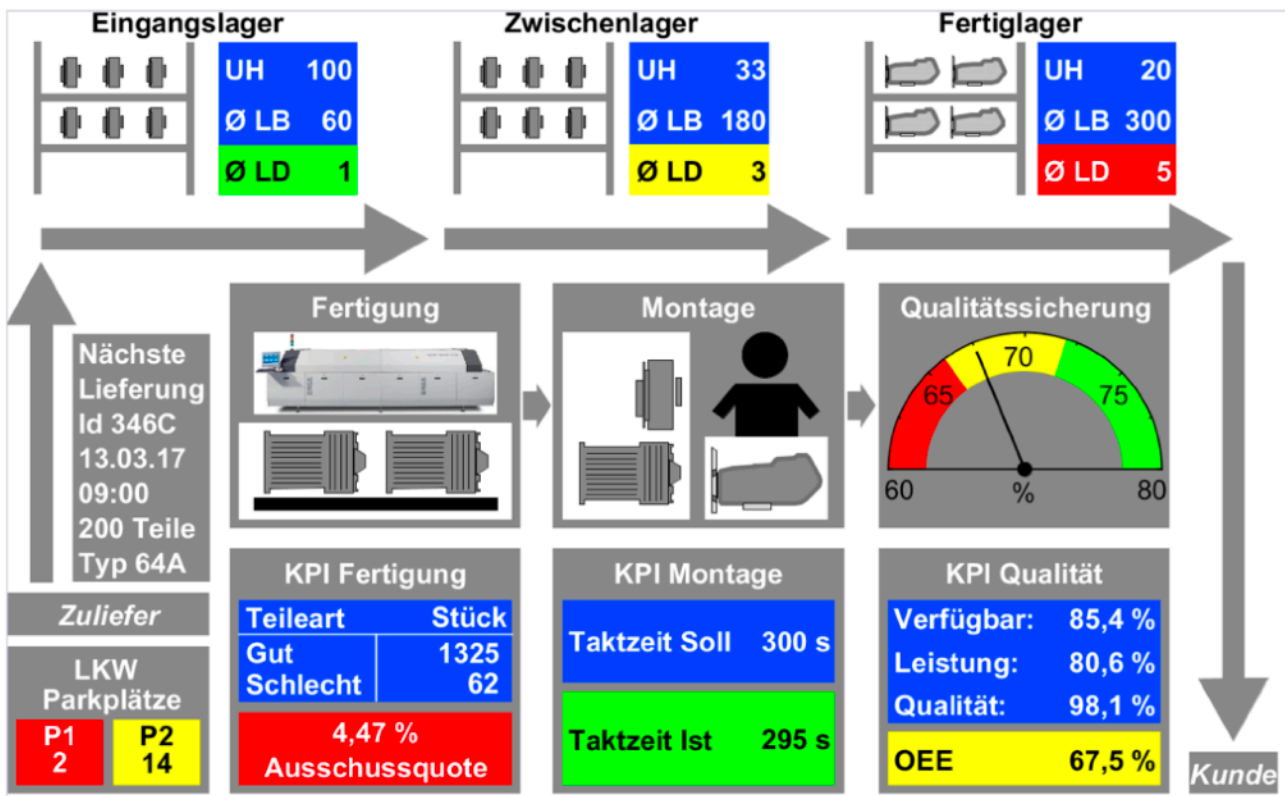 Eingangslager
UH 100
Ø LB 60
Ø LD 1
Zwischenlager
UH 33
Ø LB 180
Ø LD 3
Fertiglager
UH 20
Ø LB 300
Ø LD 5
Nächste
Lieferung
Id 346C
13.03.17
09:00
200 Teile
Typ 64A
Zuliefer
LKW
Parkplätze
P1
2
P2
14
Fertigung
Montage
Qualitätssicherung
60
65
70
75
80
%
KPI Fertigung
Teileart Stück
Gut 1325
Schlecht 62
4,47 %
Ausschussquote
KPI Montage
Taktzeit Soll 300 s
Taktzeit Ist 295 s
KPI Qualität
Verfügbar: 85,4 %
Leistung: 80,6 %
Qualität: 98,1 %
OEE 67,5 %
Kunde